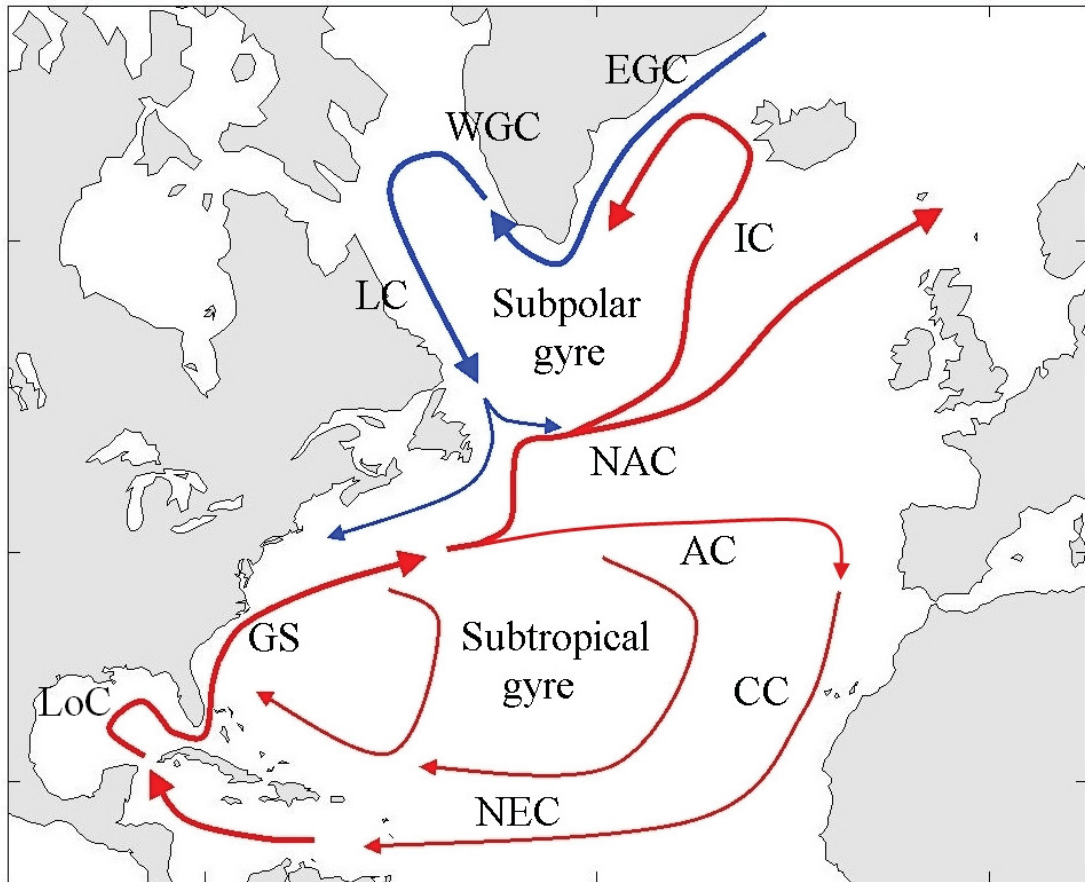 EGC
WGC
IC
LC
Subpolar
gyre
NAC
AC
GS
Subtropical
gyre
LoC
CC
NEC